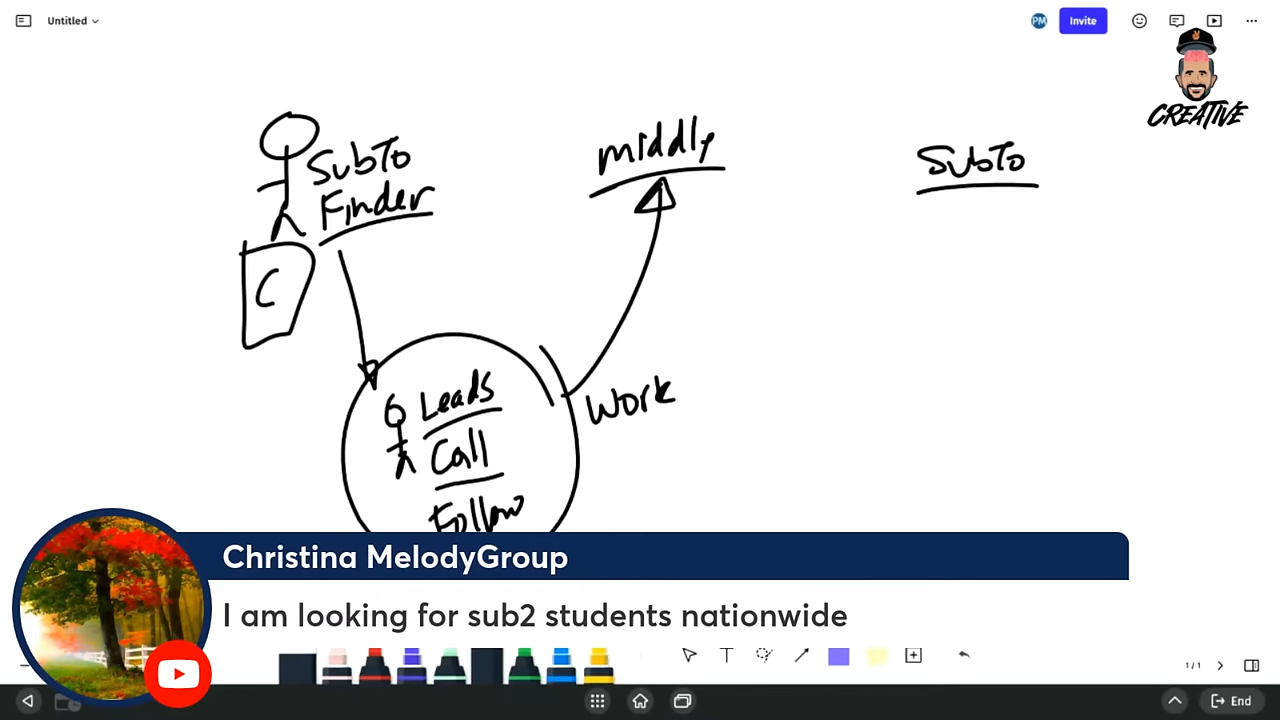 Untitled
PM
Invite
CREATIVE
SubTo
Finder
middle
SubTo
C
Leads
Call
Follow
Work
Christina MelodyGroup
I am looking for sub2 students nationwide
T
1/1
End